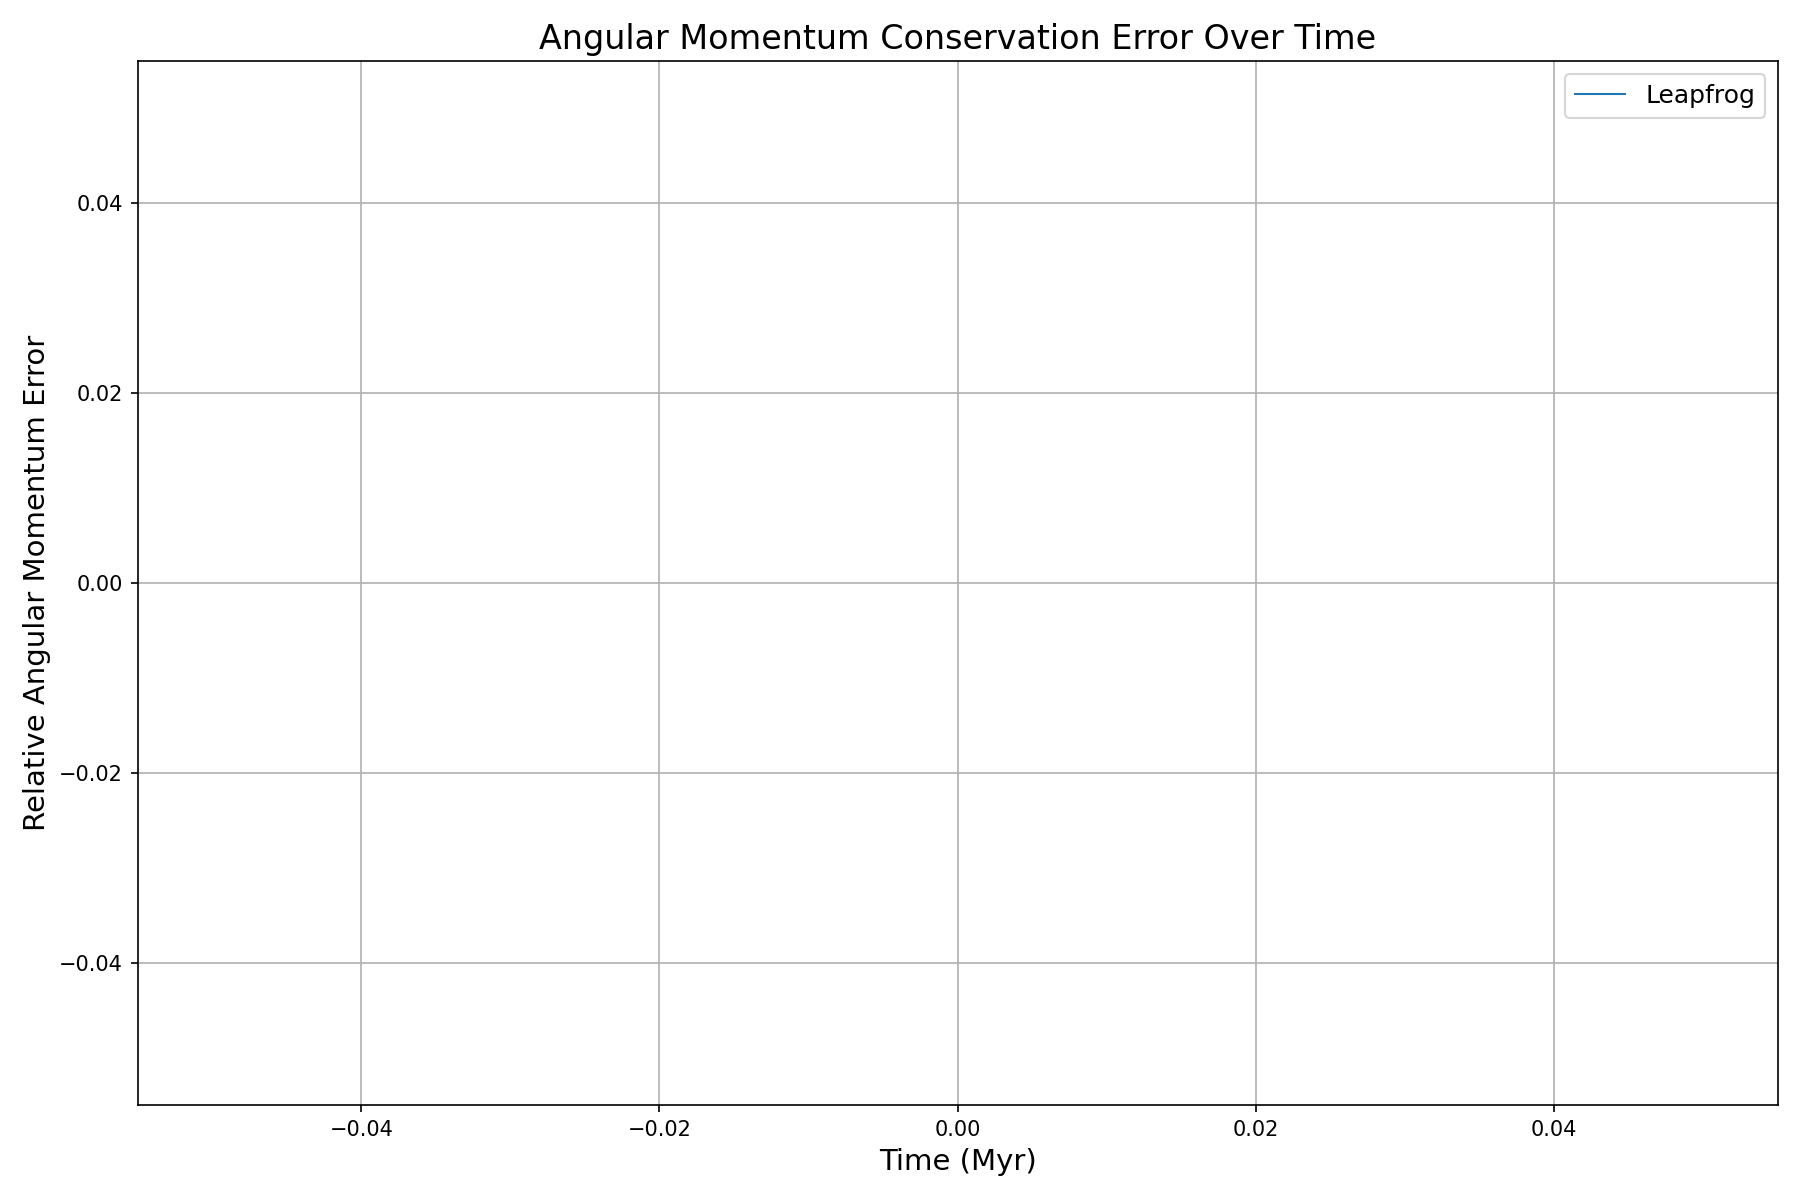 Angular Momentum Conservation Error Over Time
Leapfrog
Relative Angular Momentum Error
0.04
0.02
0.00
−0.02
−0.04
−0.04
−0.02
0.00
0.02
0.04
Time (Myr)